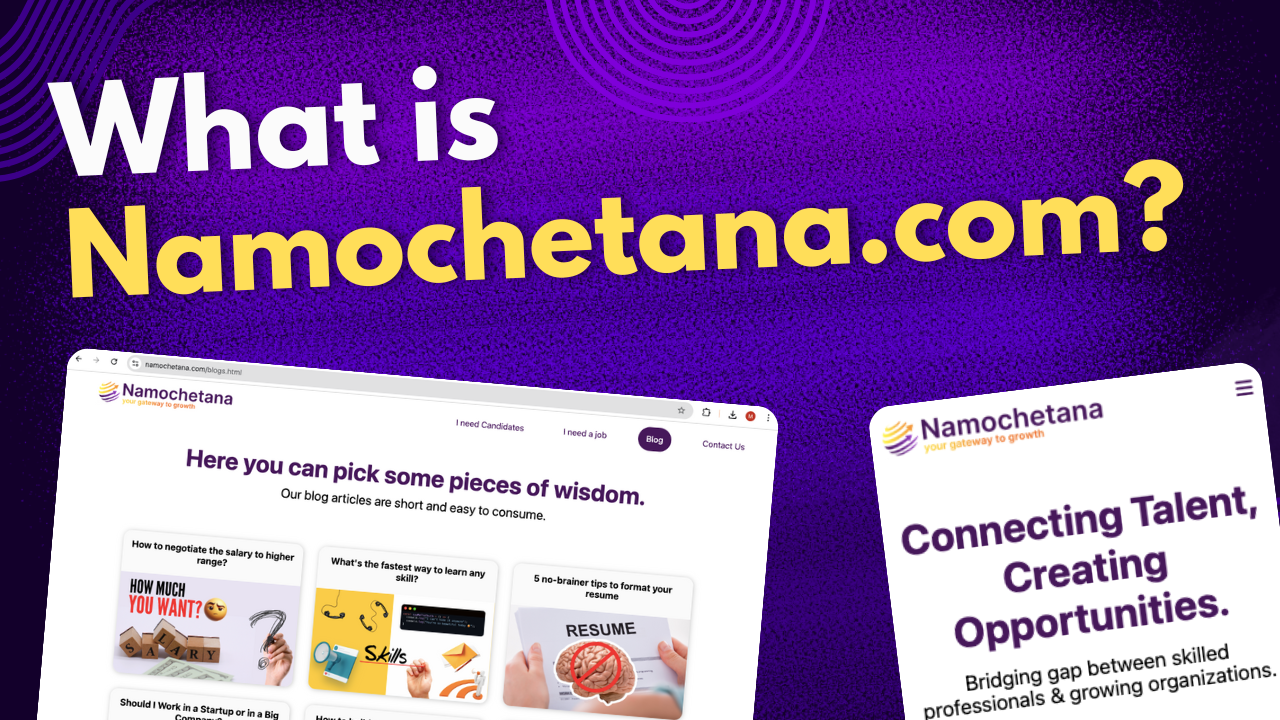 What is
Namochetana.com?
namochetana.com/blogs.html
M
Namochetana
your gateway to growth
I need Candidates
I need a job
Blog
Contact Us
Here you can pick some pieces of wisdom.
Our blog articles are short and easy to consume.
How to negotiate the salary to higher
range?
HOW MUCH
YOU WANT?
SALARY
What's the fastest way to learn any
skill?
Skills
5 no-brainer tips to format your
resume
RESUME
Should I Work in a Startup or in a Big
Company?
Namochetana
your gateway to growth
Connecting Talent,
Creating
Opportunities.
Bridging gap between skilled
professionals & growing organizations.